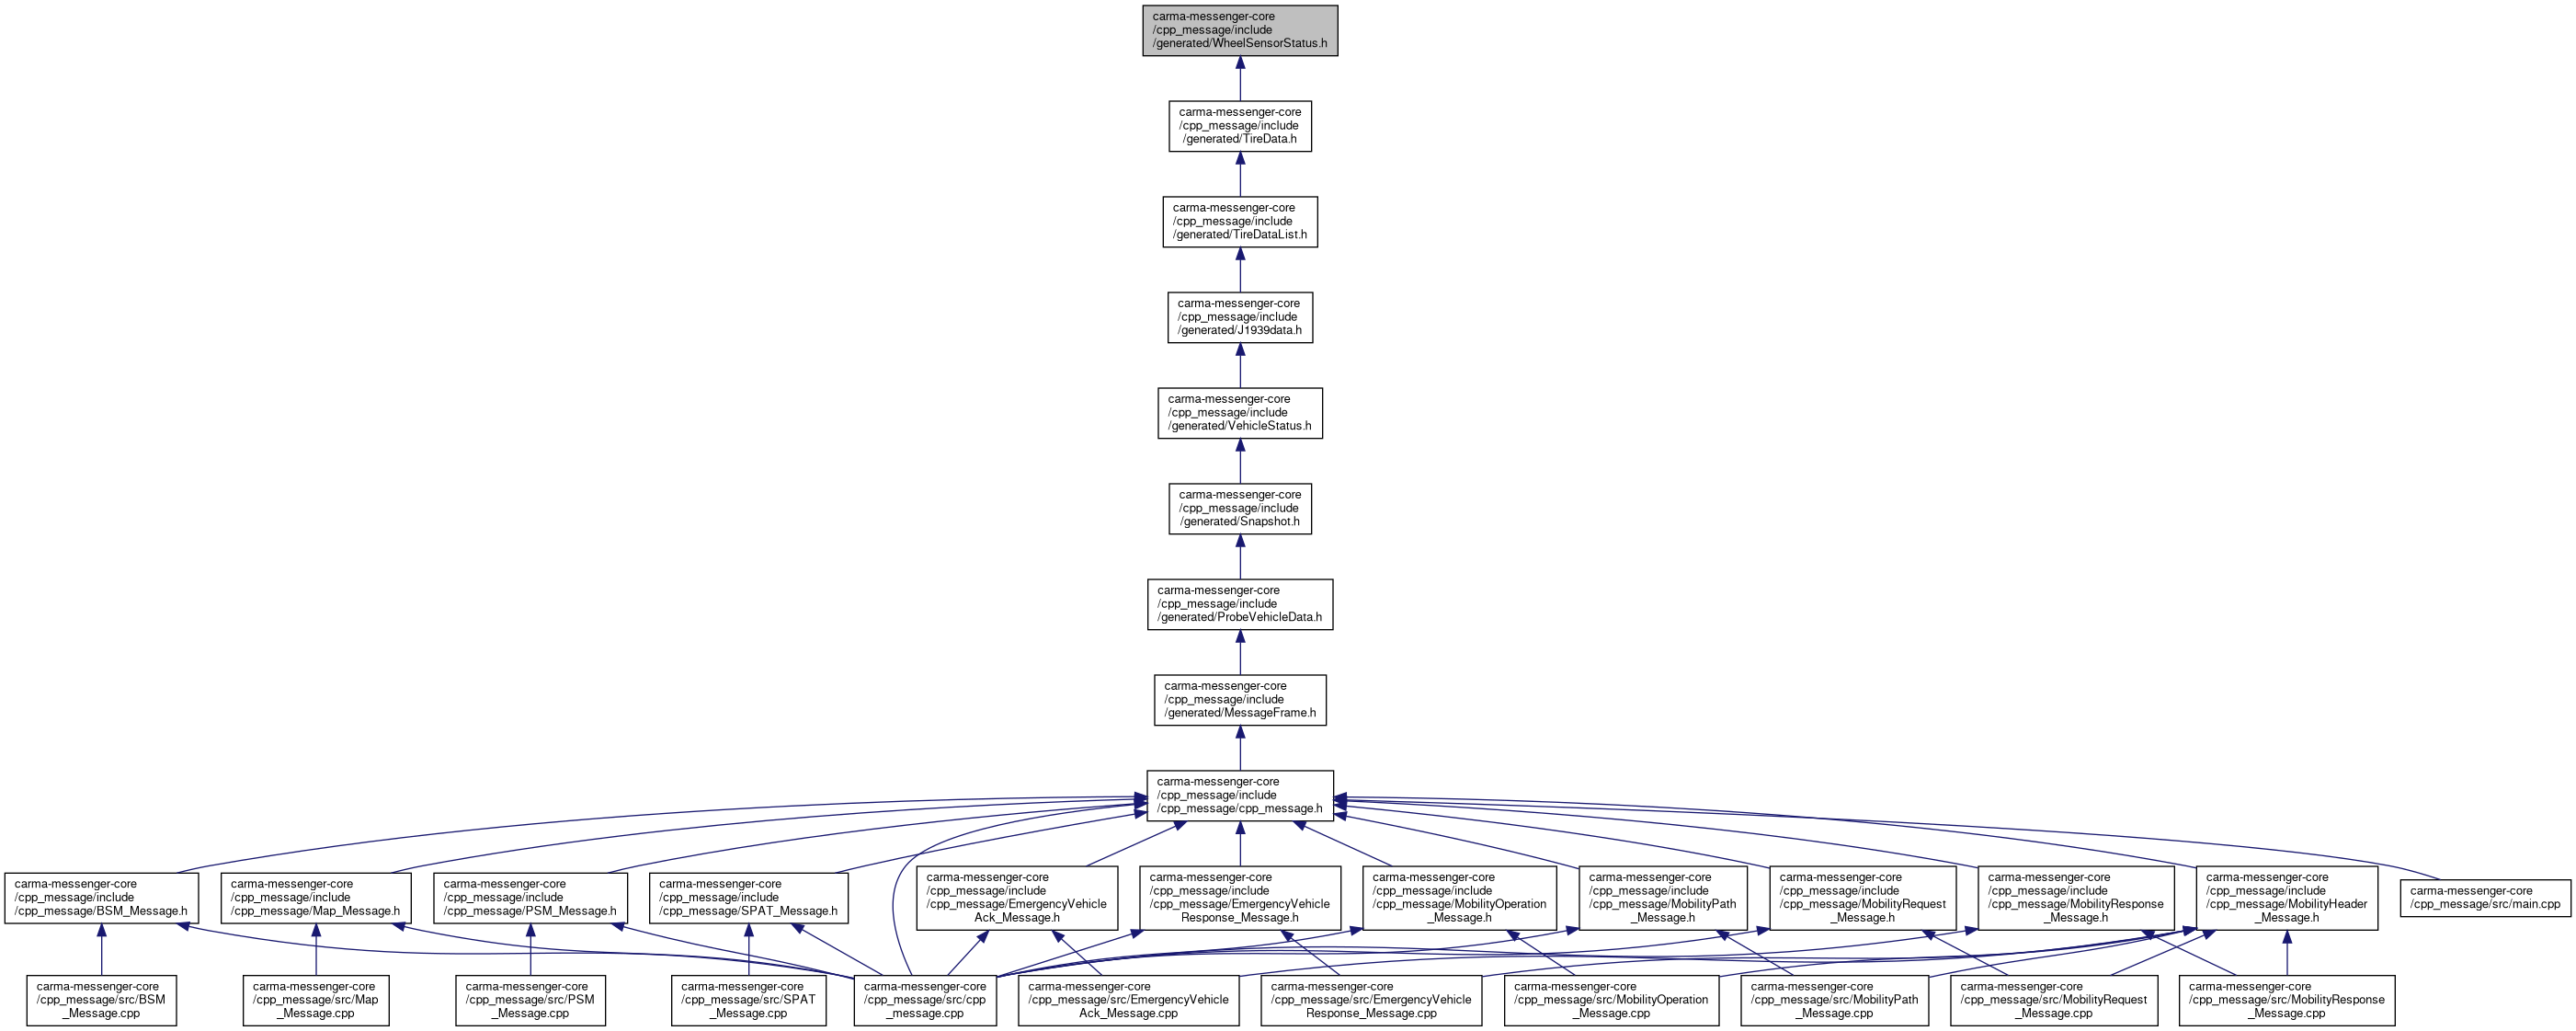 carma-messenger-core
/cpp_message/include
/generated/WheelSensorStatus.h
carma-messenger-core
/cpp_message/include
/generated/TireData.h
carma-messenger-core
/cpp_message/include
/generated/TireDataList.h
carma-messenger-core
/cpp_message/include
/generated/J1939data.h
carma-messenger-core
/cpp_message/include
/generated/VehicleStatus.h
carma-messenger-core
/cpp_message/include
/generated/Snapshot.h
carma-messenger-core
/cpp_message/include
/generated/ProbeVehicleData.h
carma-messenger-core
/cpp_message/include
/generated/MessageFrame.h
carma-messenger-core
/cpp_message/include
/cpp_message/cpp_message.h
carma-messenger-core
/cpp_message/include
/cpp_message/BSM_Message.h
carma-messenger-core
/cpp_message/include
/cpp_message/Map_Message.h
carma-messenger-core
/cpp_message/include
/cpp_message/PSM_Message.h
carma-messenger-core
/cpp_message/include
/cpp_message/SPAT_Message.h
carma-messenger-core
/cpp_message/include
/cpp_message/EmergencyVehicle
Ack_Message.h
carma-messenger-core
/cpp_message/include
/cpp_message/EmergencyVehicle
Response_Message.h
carma-messenger-core
/cpp_message/include
/cpp_message/MobilityOperation
_Message.h
carma-messenger-core
/cpp_message/include
/cpp_message/MobilityPath
_Message.h
carma-messenger-core
/cpp_message/include
/cpp_message/MobilityRequest
_Message.h
carma-messenger-core
/cpp_message/include
/cpp_message/MobilityResponse
_Message.h
carma-messenger-core
/cpp_message/include
/cpp_message/MobilityHeader
_Message.h
carma-messenger-core
/cpp_message/src/main.cpp
carma-messenger-core
/cpp_message/src/BSM
_Message.cpp
carma-messenger-core
/cpp_message/src/Map
_Message.cpp
carma-messenger-core
/cpp_message/src/PSM
_Message.cpp
carma-messenger-core
/cpp_message/src/SPAT
_Message.cpp
carma-messenger-core
/cpp_message/src/cpp
_message.cpp
carma-messenger-core
/cpp_message/src/EmergencyVehicle
Ack_Message.cpp
carma-messenger-core
/cpp_message/src/EmergencyVehicle
Response_Message.cpp
carma-messenger-core
/cpp_message/src/MobilityOperation
_Message.cpp
carma-messenger-core
/cpp_message/src/MobilityPath
_Message.cpp
carma-messenger-core
/cpp_message/src/MobilityRequest
_Message.cpp
carma-messenger-core
/cpp_message/src/MobilityResponse
_Message.cpp